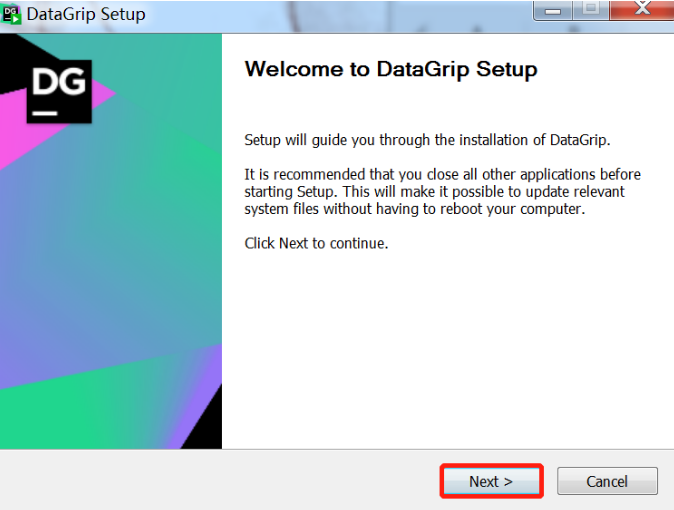 DataGrip Setup
DG
Welcome to DataGrip Setup
Setup will guide you through the installation of DataGrip.
It is recommended that you close all other applications before
starting Setup. This will make it possible to update relevant
system files without having to reboot your computer.
Click Next to continue.
Next >
Cancel